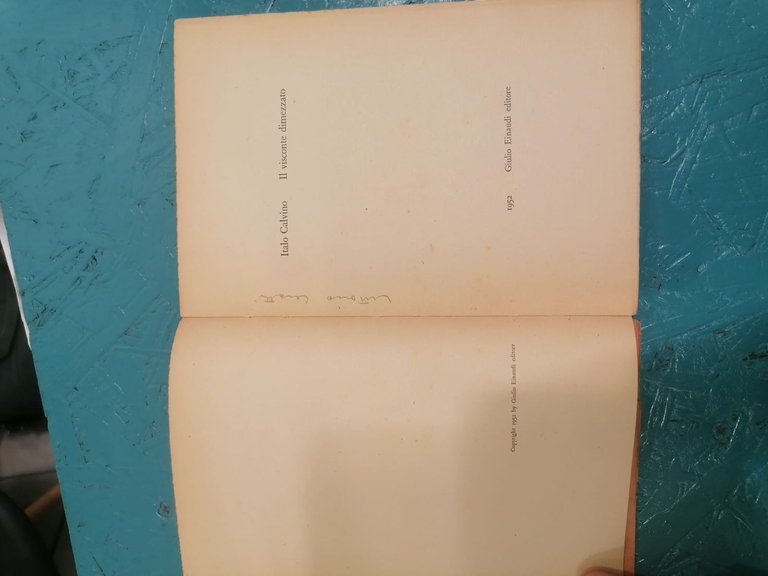 Copyright 1952 by Giulio Einaudi editore
Italo Calvino Il visconte dimezzato
1952 Giulio Einaudi editore